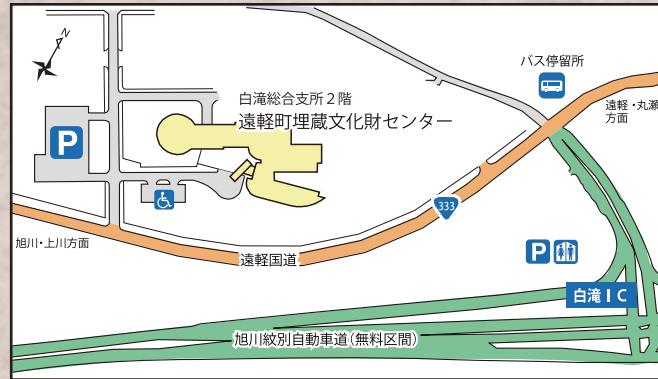 N
バス停留所
白滝総合支所2階
遠軽町埋蔵文化財センター
遠軽・丸瀬
方面
P
333
旭川・上川方面
遠軽国道
P
白滝IC
旭川紋別自動車道(無料区間)